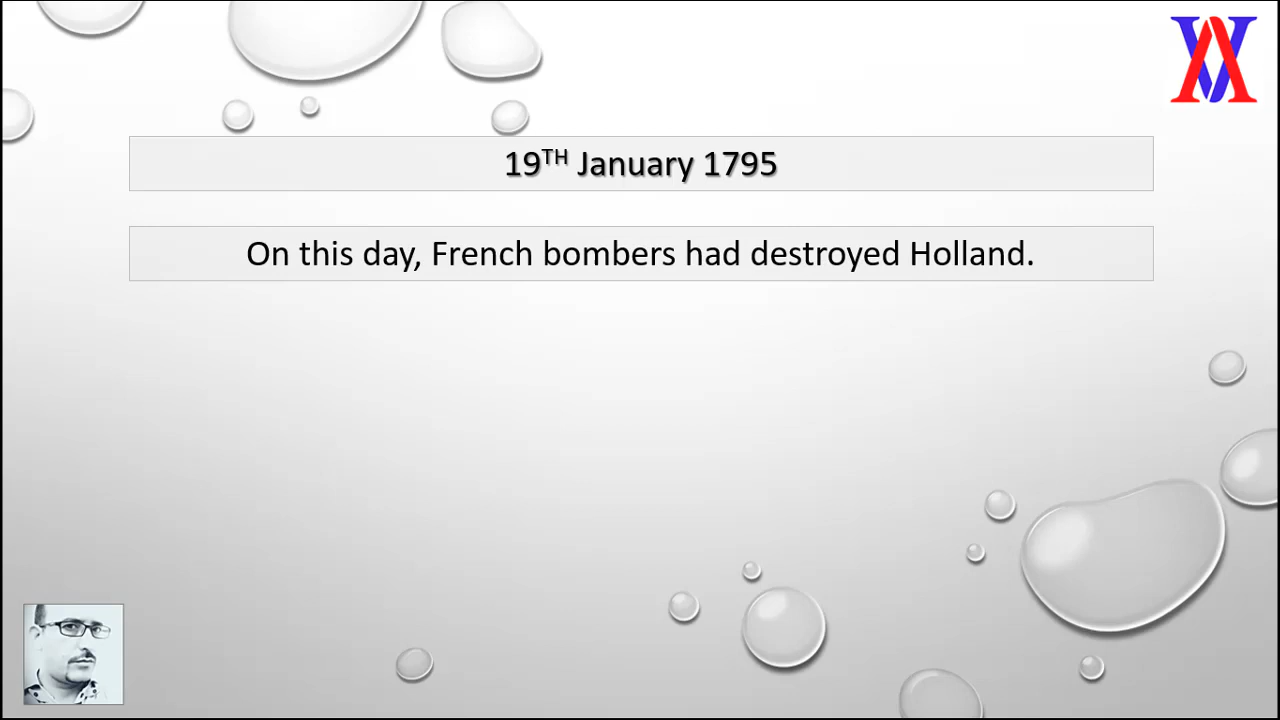 19TH January 1795
On this day, French bombers had destroyed Holland.